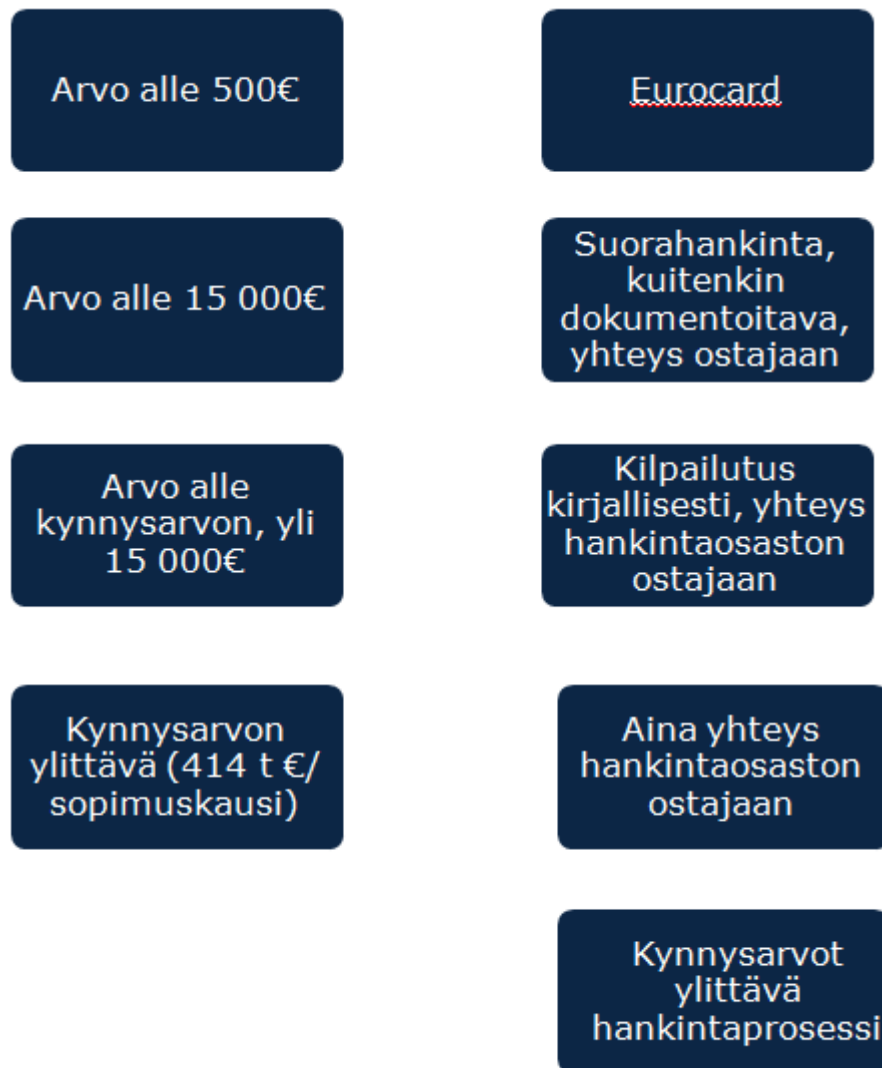 Arvo alle 500€
Eurocard
Arvo alle 15 000€
Suorahankinta,
kuitenkin
dokumentoitava,
yhteys ostajaan
Arvo alle
kynnysarvon, yli
15 000€
Kilpailutus
kirjallisesti, yhteys
hankintaosaston
ostajaan
Kynnysarvon
ylittävä (414 t €/
sopimuskausi)
Aina yhteys
hankintaosaston
ostajaan
Kynnysarvot
ylittävä
hankintaprosessi